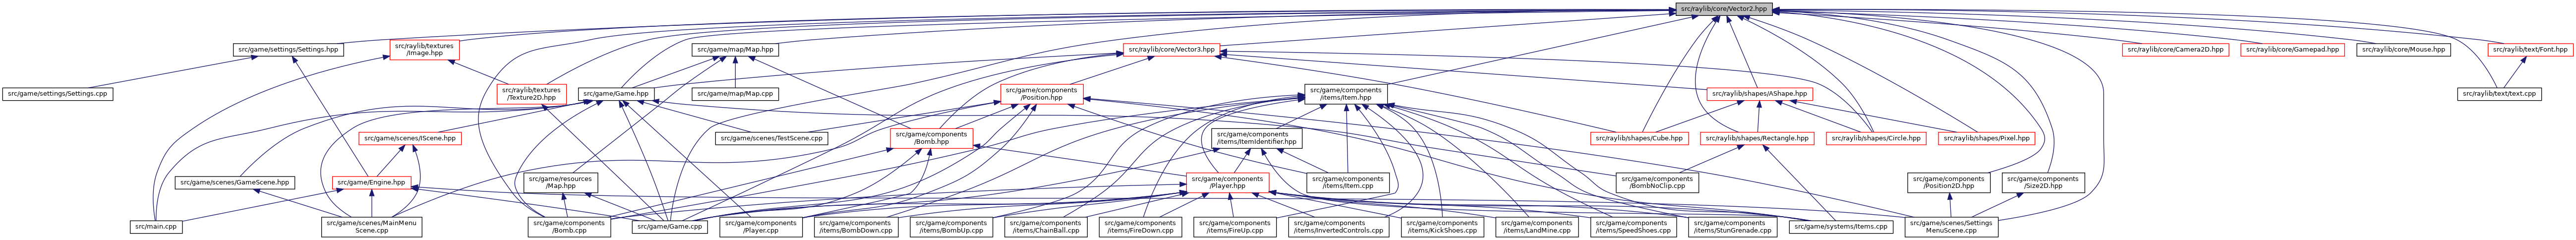 src/raylib/core/Vector2.hpp
src/game/settings/Settings.hpp
src/raylib/textures
/Image.hpp
src/game/map/Map.hpp
src/raylib/core/Vector3.hpp
src/raylib/core/Camera2D.hpp
src/raylib/core/Gamepad.hpp
src/raylib/core/Mouse.hpp
src/raylib/text/Font.hpp
src/game/settings/Settings.cpp
src/raylib/textures
/Texture2D.hpp
src/game/Game.hpp
src/game/map/Map.cpp
src/game/components
/Position.hpp
src/game/components
items/Item.hpp
src/raylib/shapes/AShape.hpp
src/raylib/text/text.cpp
src/game/scenes/IScene.hpp
src/game/scenes/TestScene.cpp
src/game/components
/Bomb.hpp
src/game/components
/items/ItemIdentifier.hpp
src/raylib/shapes/Cube.hpp
src/raylib/shapes/Rectangle.hpp
src/raylib/shapes/Circle.hpp
src/raylib/shapes/Pixel.hpp
src/game/scenes/GameScene.hpp
src/game/Engine.hpp
src/game/resources
/Map.hpp
src/game/components
/Player.hpp
src/game/components
/items/Item.cpp
src/game/components
/BombNoClip.cpp
src/game/components
/Position2D.hpp
src/game/components
/Size2D.hpp
src/main.cpp
src/game/scenes/MainMenu
Scene.cpp
src/game/components
/Bomb.cpp
src/game/Game.cpp
src/game/components
/Player.cpp
src/game/components
/items/BombDown.cpp
src/game/components
/items/BombUp.cpp
src/game/components
/items/ChainBall.cpp
src/game/components
/items/FireDown.cpp
src/game/components
/items/FireUp.cpp
src/game/components
/items/InvertedControls.cpp
src/game/components
/items/KickShoes.cpp
src/game/components
/items/LandMine.cpp
src/game/components
/items/SpeedShoes.cpp
src/game/components
/items/StunGrenade.cpp
src/game/systems/Items.cpp
src/game/scenes/Settings
MenuScene.cpp